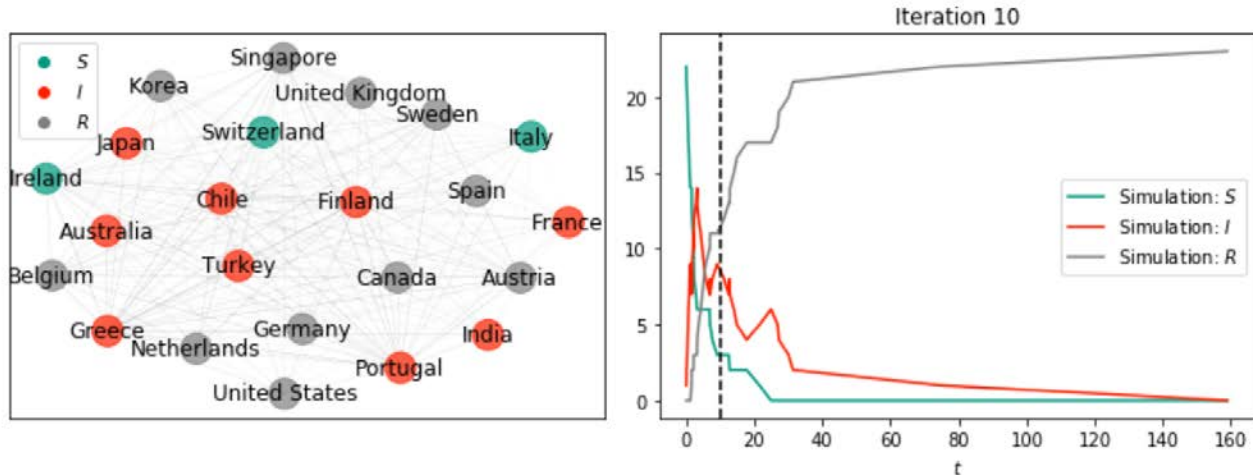 S
I
R
Singapore
Korea
United Kingdom
Sweden
Switzerland
Italy
Japan
Ireland
Spain
Chile
Finland
France
Australia
Turkey
Belgium
Canada
Austria
Greece
Germany
India
Netherlands
Portugal
United States
Iteration 10
20
15
10
5
0
Simulation: S
Simulation: I
Simulation: R
0 20 40 60 80 100 120 140 160
t